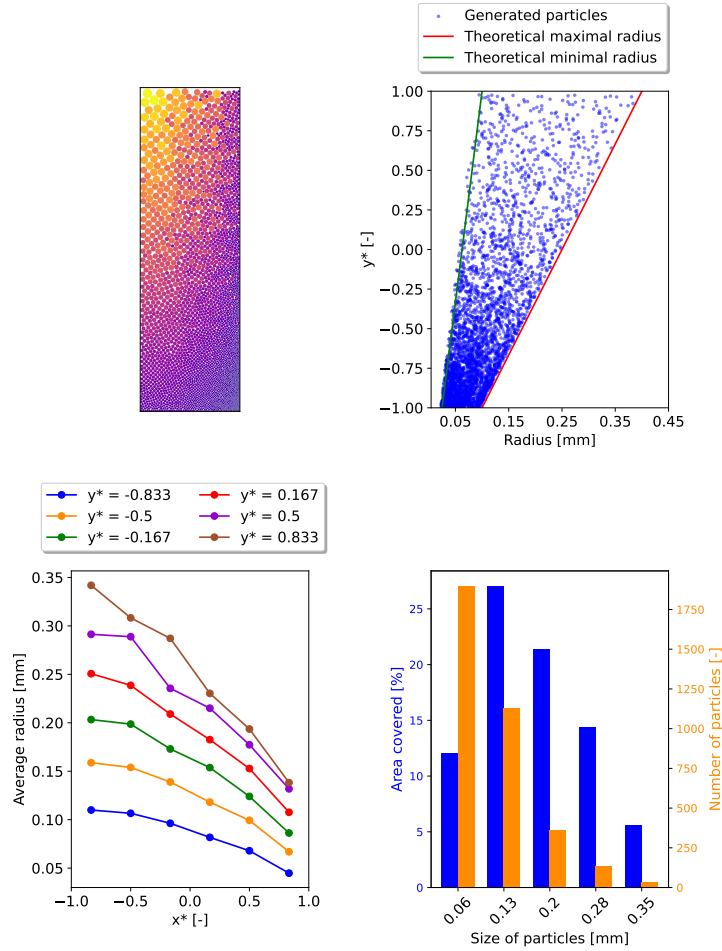 Generated particles
Theoretical maximal radius
Theoretical minimal radius
1.00
0.75
0.50
0.25
0.00
−0.25
−0.50
−0.75
−1.00
y* [-]
0.05 0.15 0.25 0.35 0.45
Radius [mm]
y* = -0.833 y* = 0.167
y* = -0.5 y* = 0.5
y* = -0.167 y* = 0.833
0.35
0.30
0.25
0.20
0.15
0.10
0.05
Average radius [mm]
−1.0 −0.5 0.0 0.5 1.0
x* [-]
25
20
15
10
5
0
Area covered [%]
1750
1500
1250
1000
750
500
250
0
Number of particles [-]
0.06 0.13 0.2 0.28 0.35
Size of particles [mm]